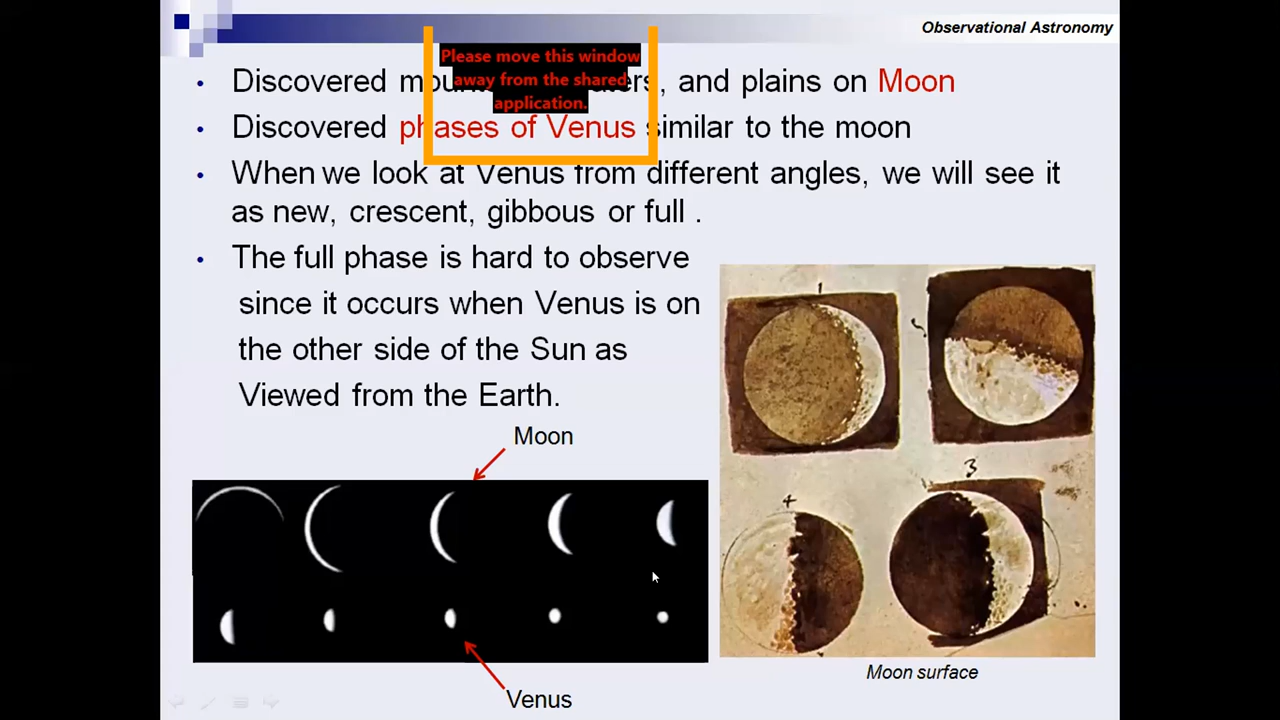 Observational Astronomy
Please move this window
away from the shared
application.
Discovered and plains on Moon
Discovered phases of Venus similar to the moon
When we look at Venus from different angles, we will see it
as new, crescent, gibbous or full .
The full phase is hard to observe
since it occurs when Venus is on
the other side of the Sun as
Viewed from the Earth.
Moon
1
3
4
Moon surface
Venus